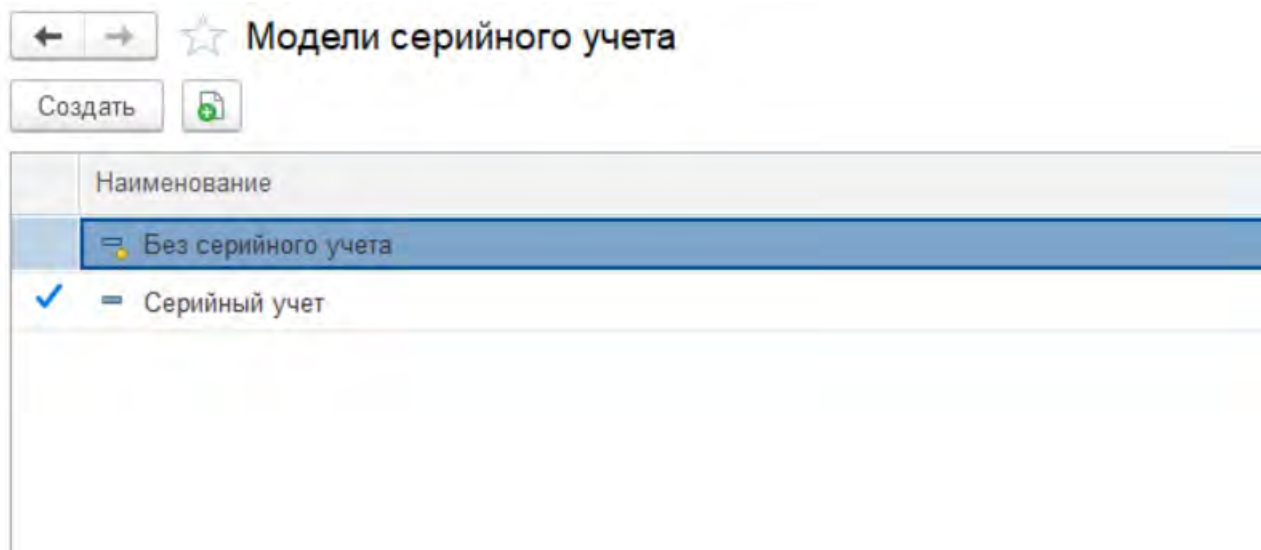 Модели серийного учета
Создать
Наименование
Без серийного учета
Серийный учет